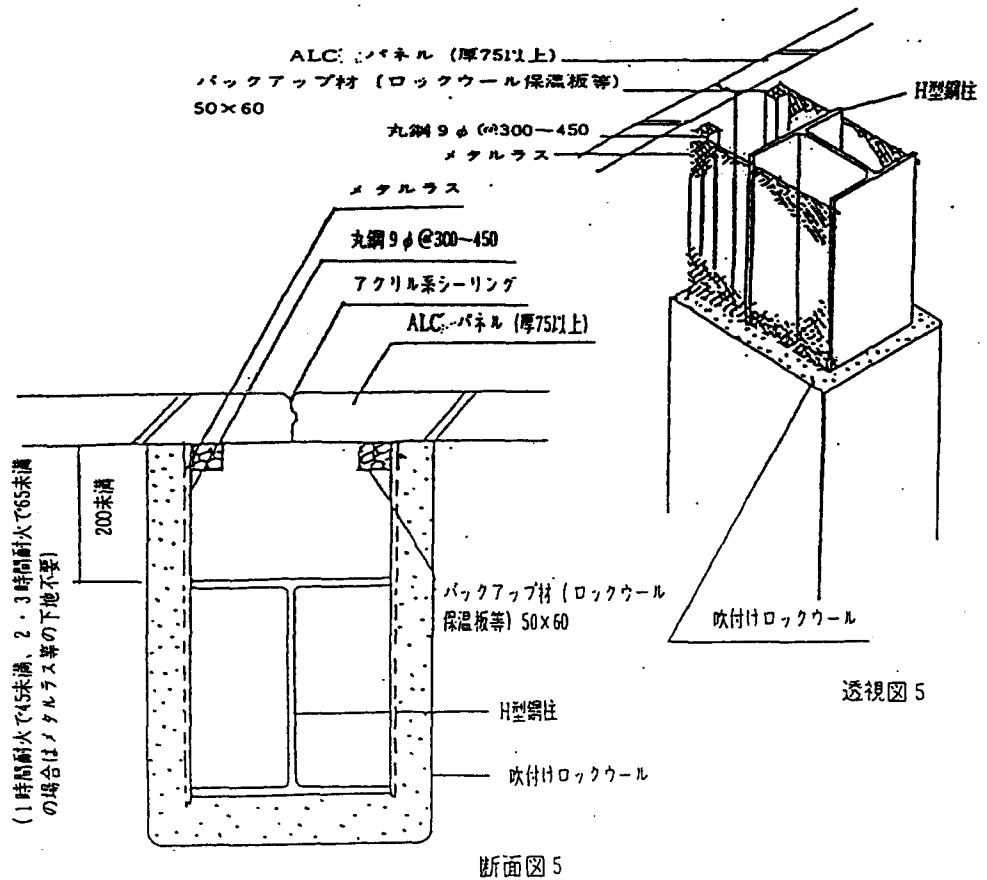 ALC パネル (厚75以上)
バックアップ材 (ロックウール保温板等)
50×60
丸鋼9φ@300〜450
メタルラス
H型鋼柱
メタルラス
丸鋼9φ@300〜450
アクリル系シーリング
ALC パネル (厚75以上)
200未満
(1時間耐火で45未満、2・3時間耐火で65未満
の場合はメタルラス等の下地不要)
バックアップ材 (ロックウール
保温板等) 50×60
H型鋼柱
吹付けロックウール
断面図5
吹付けロックウール
透視図5